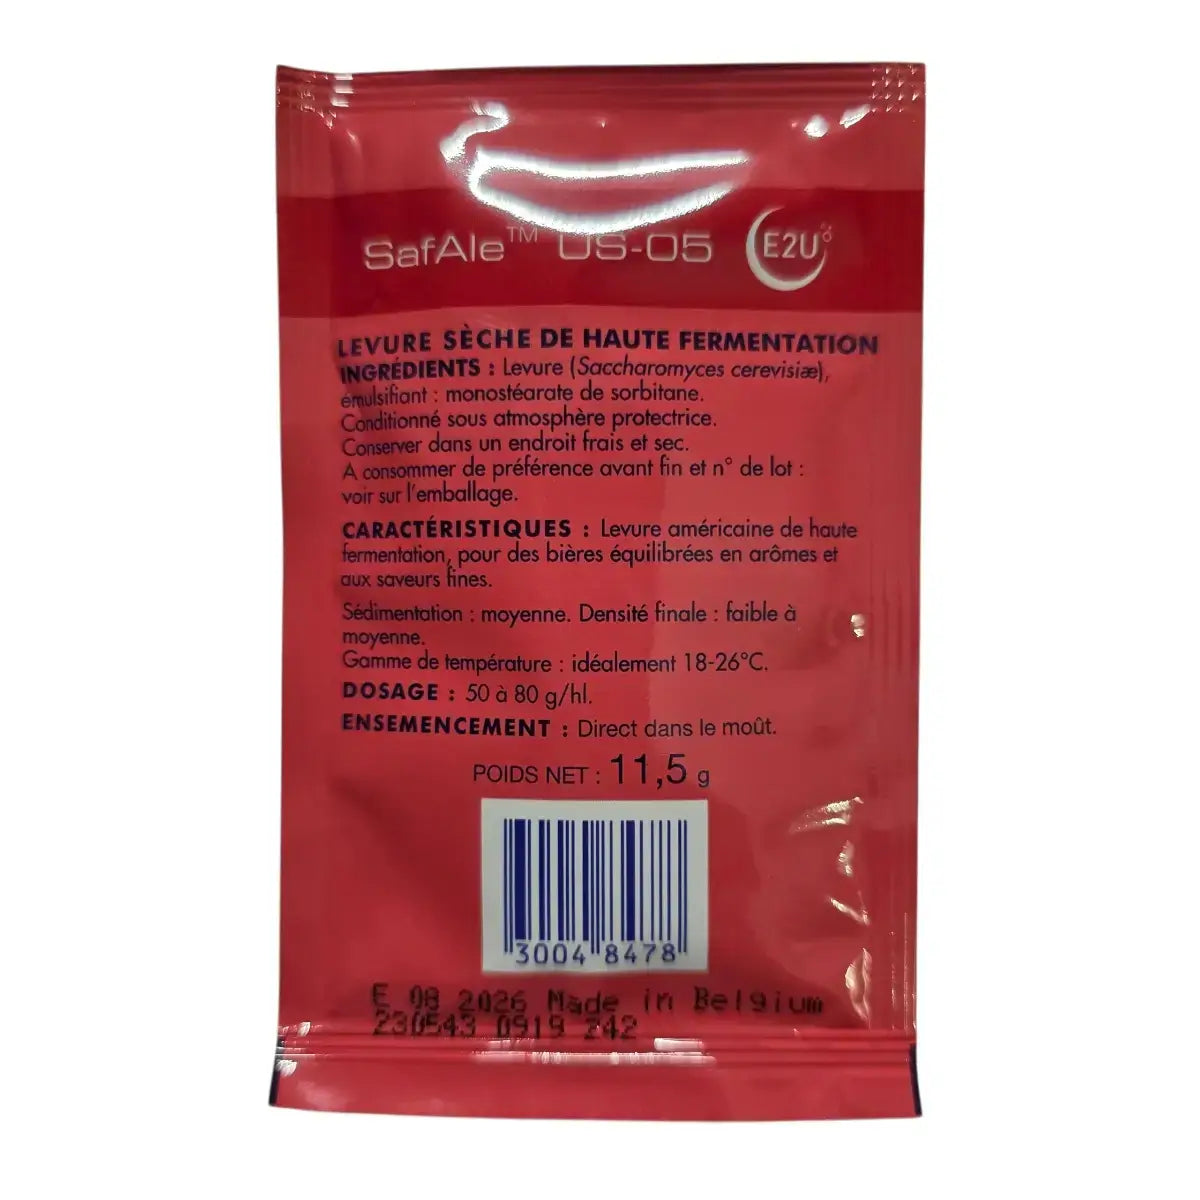 SafAle™ US-05 E2U
LEVURE SÈCHE DE HAUTE FERMENTATION
INGRÉDIENTS : Levure (Saccharomyces cerevisiæ),
émulsifiant : monostéarate de sorbitane.
Conditionné sous atmosphère protectrice.
Conserver dans un endroit frais et sec.
A consommer de préférence avant fin et n° de lot :
voir sur l'emballage.
CARACTÉRISTIQUES : Levure américaine de haute
fermentation, pour des bières équilibrées en arômes et
aux saveurs fines.
Sédimentation : moyenne. Densité finale : faible à
moyenne.
Gamme de température : idéalement 18-26°C.
DOSAGE : 50 à 80 g/hl.
ENSEMENCEMENT : Direct dans le moût.
POIDS NET : 11,5 g
3004 8478
E 08 2026 Made in Belgium
230543 0919 242